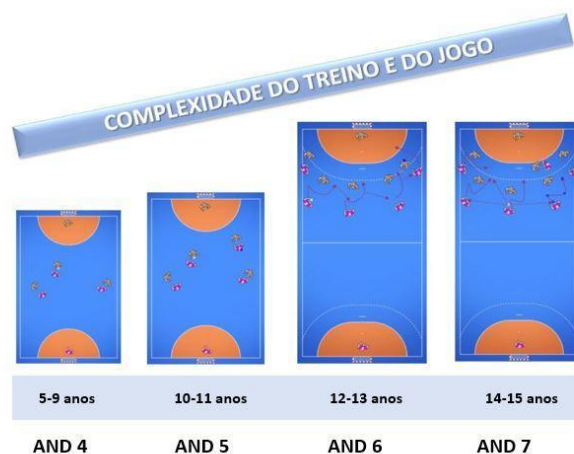 COMPLEXIDADE DO TREINO E DO JOGO
5-9 anos 10-11 anos 12-13 anos 14-15 anos
AND 4 AND 5 AND 6 AND 7